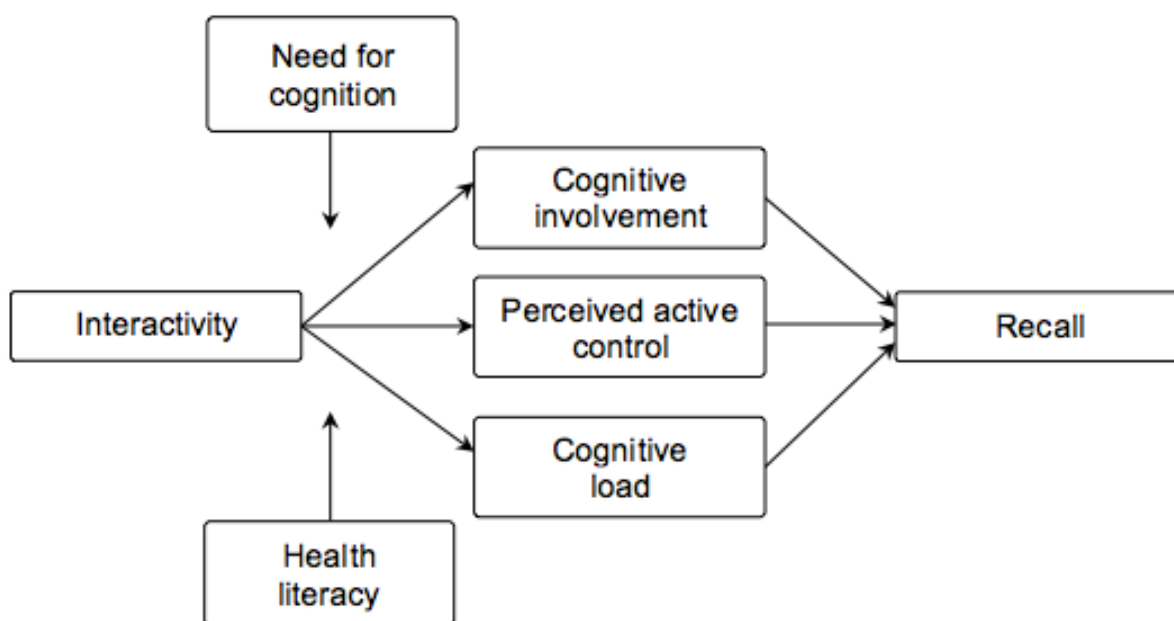 Need for
cognition
Cognitive
involvement
Interactivity
Perceived active
control
Recall
Cognitive
load
Health
literacy